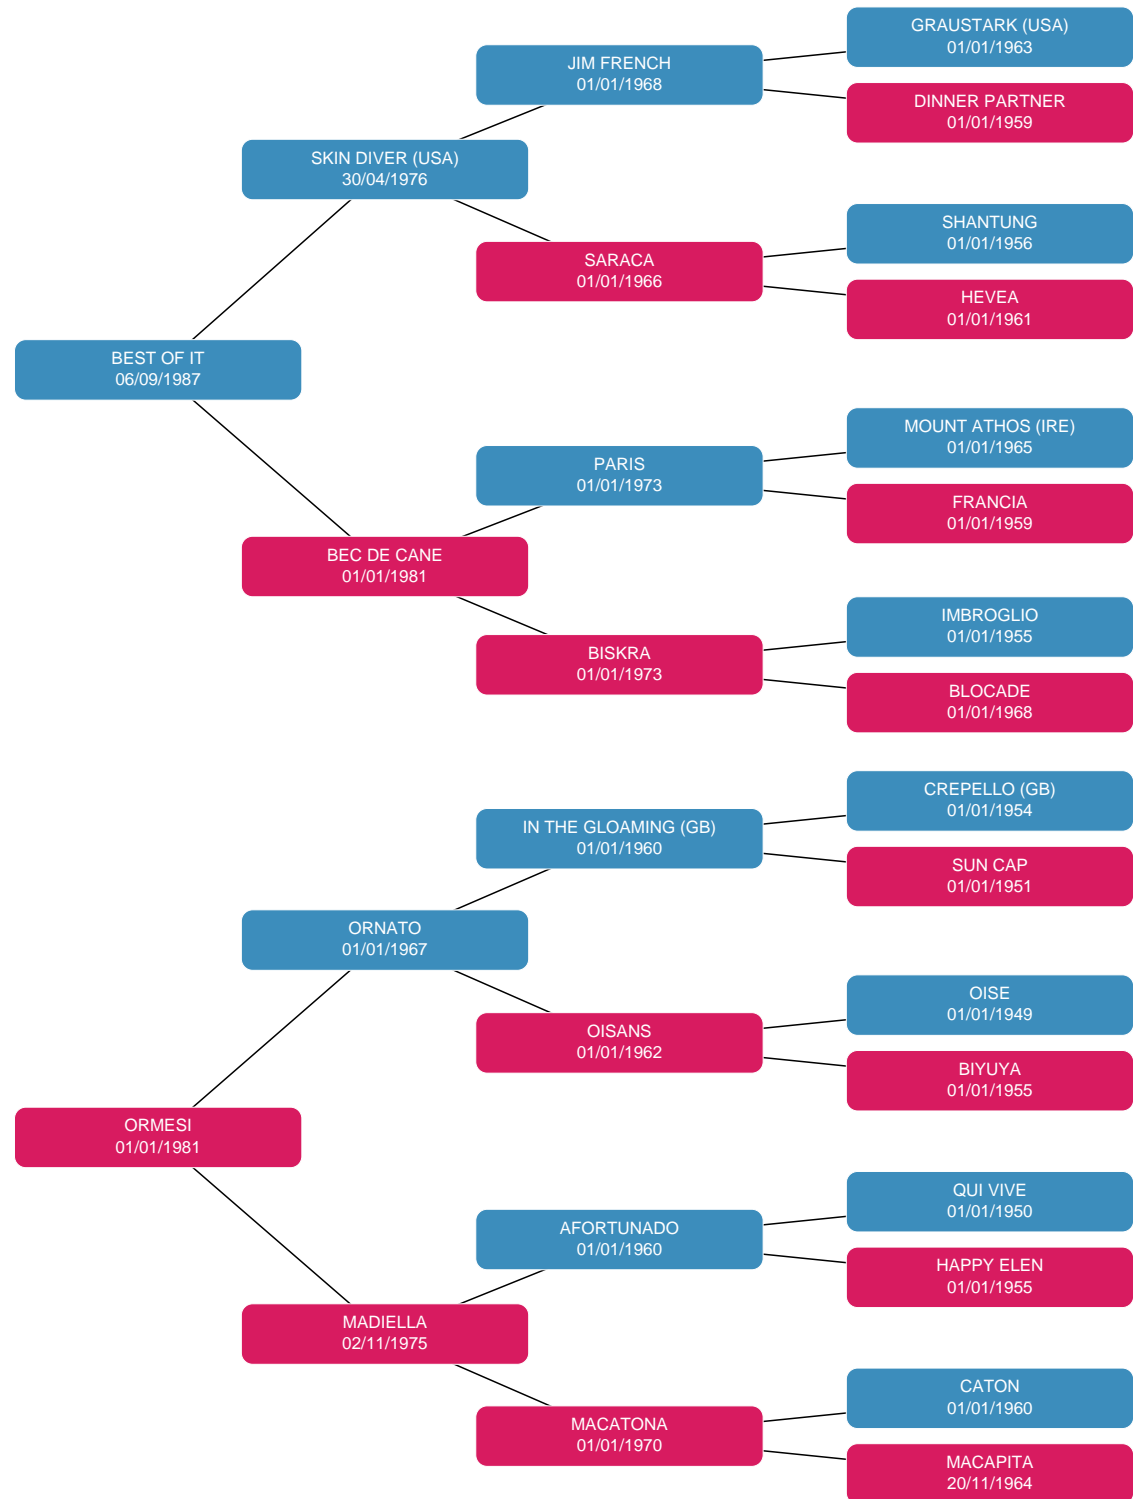 GRAUSTARK (USA)
01/01/1963
JIM FRENCH
01/01/1968
DINNER PARTNER
01/01/1959
SKIN DIVER (USA)
30/04/1976
SHANTUNG
01/01/1956
SARACA
01/01/1966
HEVEA
01/01/1961
BEST OF IT
06/09/1987
MOUNT ATHOS (IRE)
01/01/1965
PARIS
01/01/1973
FRANCIA
01/01/1959
BEC DE CANE
01/01/1981
IMBROGLIO
01/01/1955
BISKRA
01/01/1973
BLOCADE
01/01/1968
CREPELLO (GB)
01/01/1954
IN THE GLOAMING (GB)
01/01/1960
SUN CAP
01/01/1951
ORNATO
01/01/1967
OISE
01/01/1949
OISANS
01/01/1962
BIYUYA
01/01/1955
ORMESI
01/01/1981
QUI VIVE
01/01/1950
AFORTUNADO
01/01/1960
HAPPY ELEN
01/01/1955
MADIELLA
02/11/1975
CATON
01/01/1960
MACATONA
01/01/1970
MACAPITA
20/11/1964